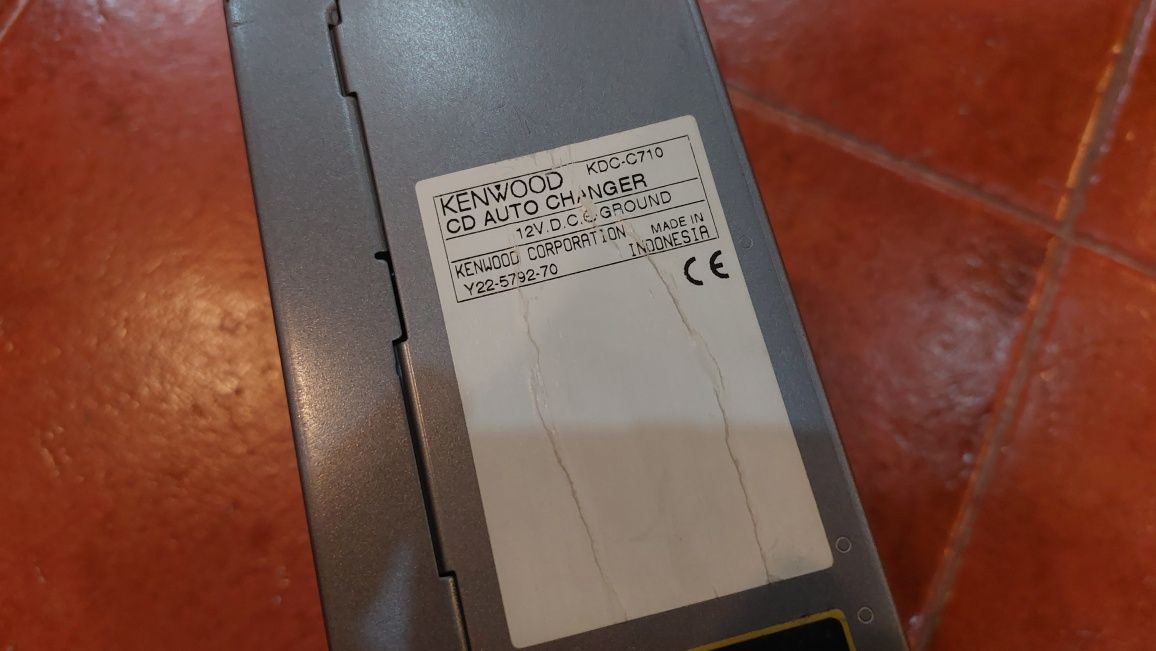 KENWOOD KDC-C710
CD AUTO CHANGER
12V.D.C.⊖GROUND
KENWOOD CORPORATION MADE IN
INDONESIA
Y22-5792-70
CE